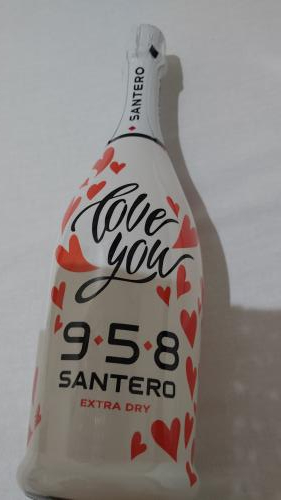 SANTERO
love
you
9·5·8
SANTERO
EXTRA DRY